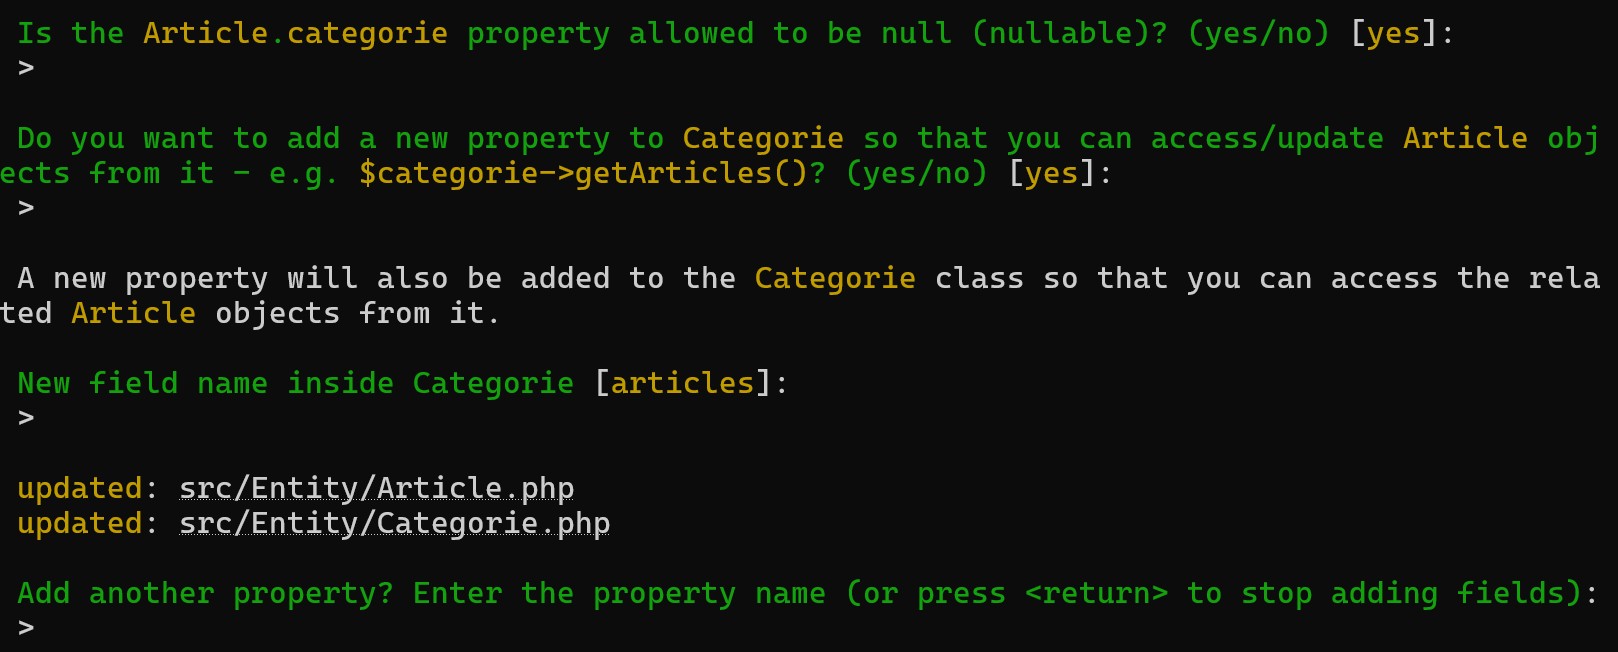 Is the Article.categorie property allowed to be null (nullable)? (yes/no) [yes]:
>
Do you want to add a new property to Categorie so that you can access/update Article obj
ects from it - e.g. $categorie->getArticles()? (yes/no) [yes]:
>
A new property will also be added to the Categorie class so that you can access the rela
ted Article objects from it.
New field name inside Categorie [articles]:
>
updated: src/Entity/Article.php
updated: src/Entity/Categorie.php
Add another property? Enter the property name (or press <return> to stop adding fields):
>